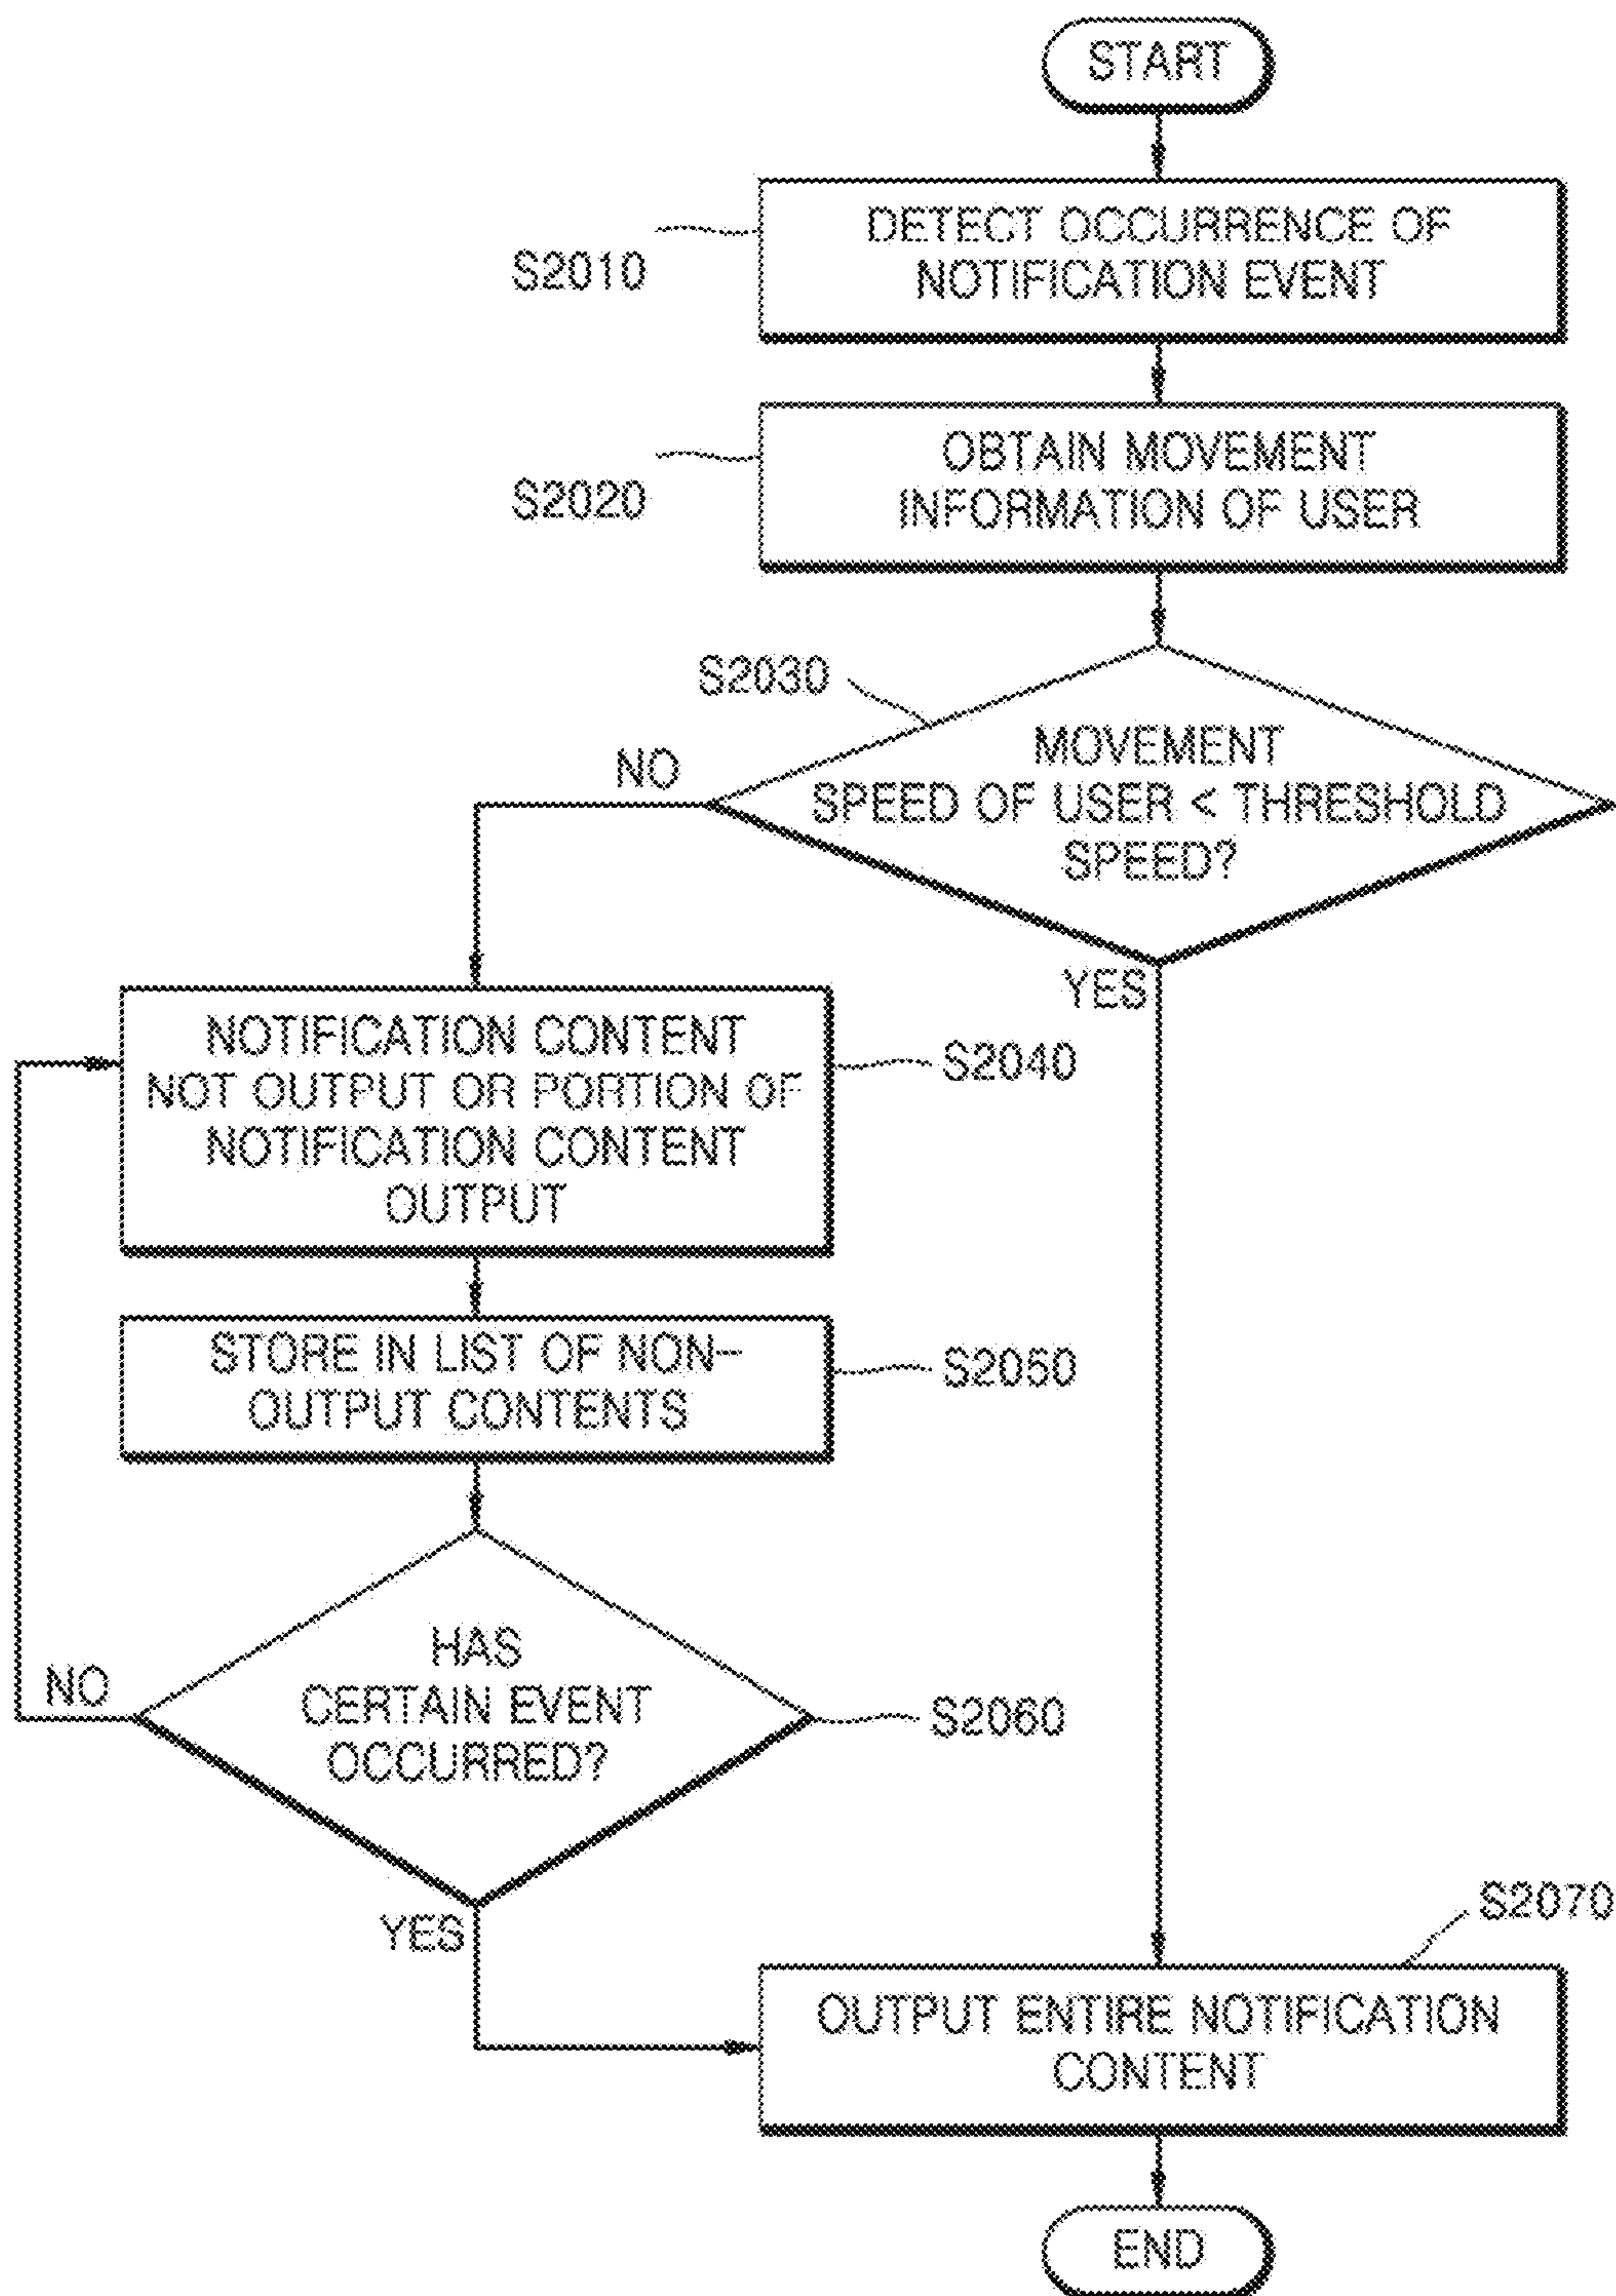 START
DETECT OCCURRENCE OF
NOTIFICATION EVENT
S2010
OBTAIN MOVEMENT
INFORMATION OF USER
S2020
S2030
MOVEMENT
SPEED OF USER < THRESHOLD
SPEED?
NO
YES
NOTIFICATION CONTENT
NOT OUTPUT OR PORTION OF
NOTIFICATION CONTENT
OUTPUT
S2040
STORE IN LIST OF NON-
OUTPUT CONTENTS
S2050
HAS
CERTAIN EVENT
OCCURRED?
NO
S2060
YES
S2070
OUTPUT ENTIRE NOTIFICATION
CONTENT
END